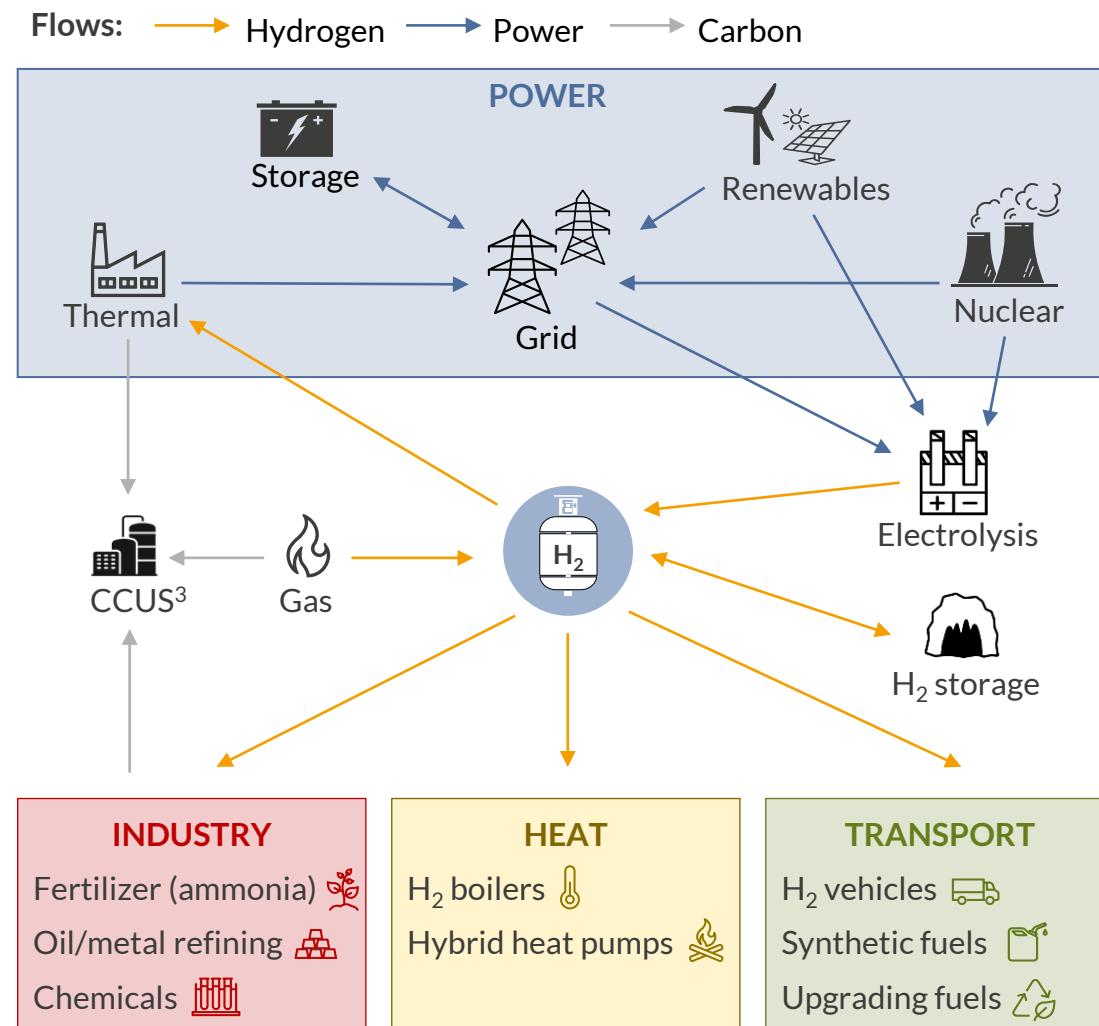 Flows: Hydrogen Power Carbon
POWER
Storage
Renewables
Thermal
Grid
Nuclear
Electrolysis
H₂
CCUS³
Gas
H₂ storage
INDUSTRY
Fertilizer (ammonia)
Oil/metal refining
Chemicals
HEAT
H₂ boilers
Hybrid heat pumps
TRANSPORT
H₂ vehicles
Synthetic fuels
Upgrading fuels